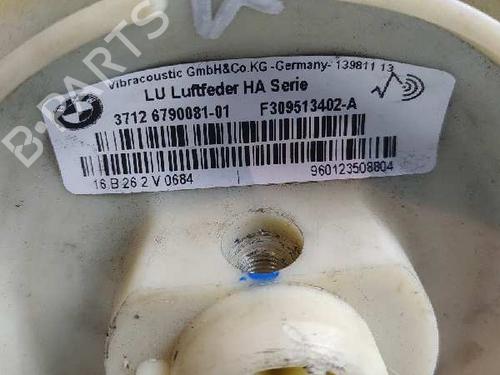 Vibracoustic GmbH&Co.KG -Germany- 139811 13
LU Luftfeder HA Serie
3712 6790081-01 F309513402-A
16 B 26 2 V 0684 I 960123508804
B-PARTS